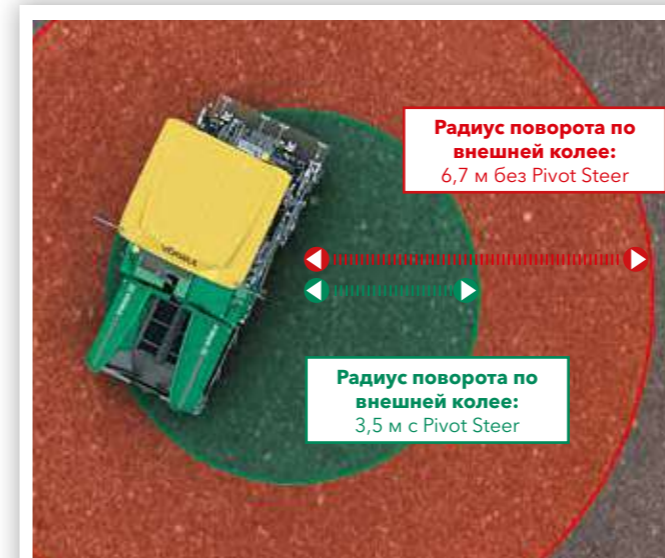 Радиус поворота по
внешней колее:
6,7 м без Pivot Steer
VÖGELE
Радиус поворота по
внешней колее:
3,5 м с Pivot Steer